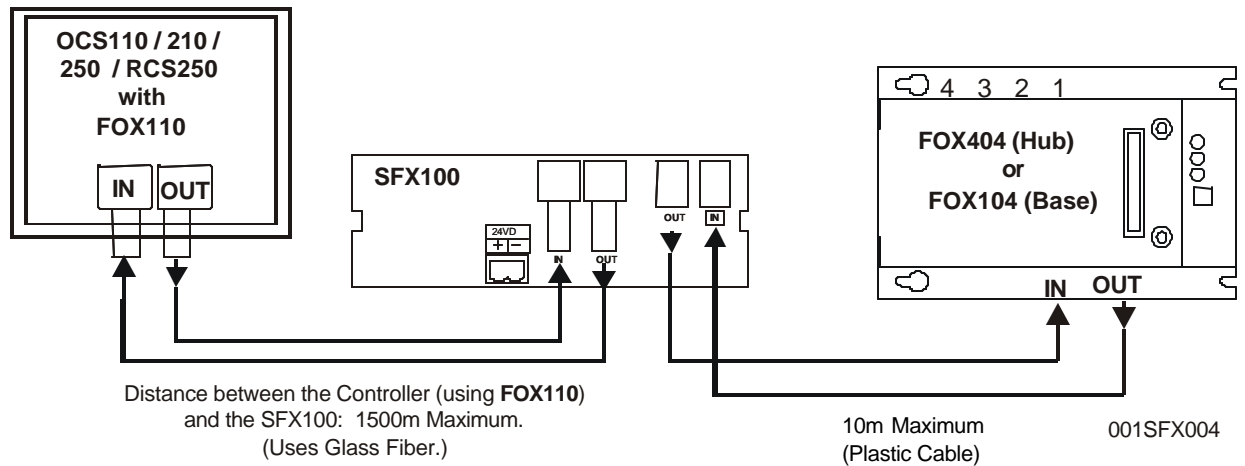 OCS110 / 210 /
250 / RCS250
with
FOX110
IN OUT
SFX100
24VD
+ -
IN OUT
OUT IN
4 3 2 1
FOX404 (Hub)
or
FOX104 (Base)
IN OUT
Distance between the Controller (using FOX110)
and the SFX100: 1500m Maximum.
(Uses Glass Fiber.)
10m Maximum
(Plastic Cable)
001SFX004